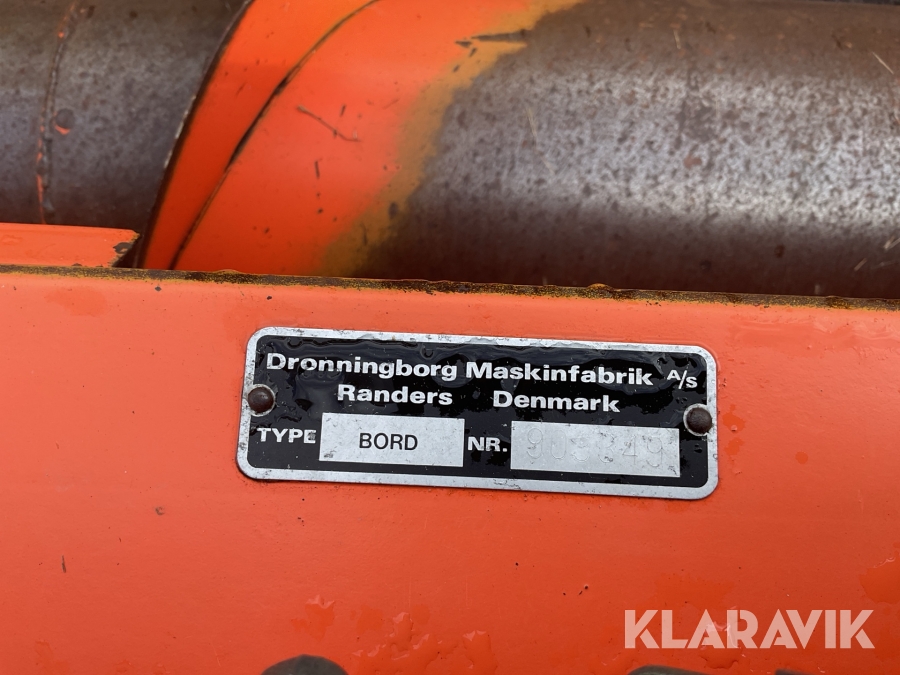 Dronningborg Maskinfabrik A/S
Randers Denmark
TYPE BORD NR.
KLARAVIK